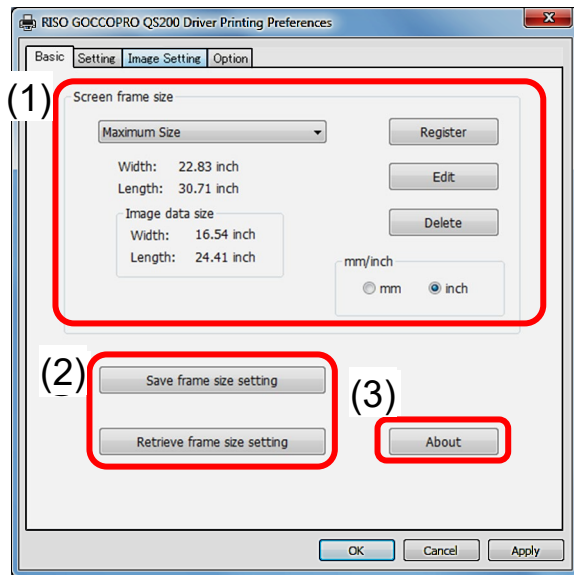 RISO GOCCOPRO QS200 Driver Printing Preferences
Basic Setting Image Setting Option
(1)
Screen frame size
Maximum Size
Register
Width: 22.83 inch
Edit
Length: 30.71 inch
Image data size
Delete
Width: 16.54 inch
Length: 24.41 inch
mm/inch
mm inch
(2)
Save frame size setting
(3)
Retrieve frame size setting
About
OK Cancel Apply